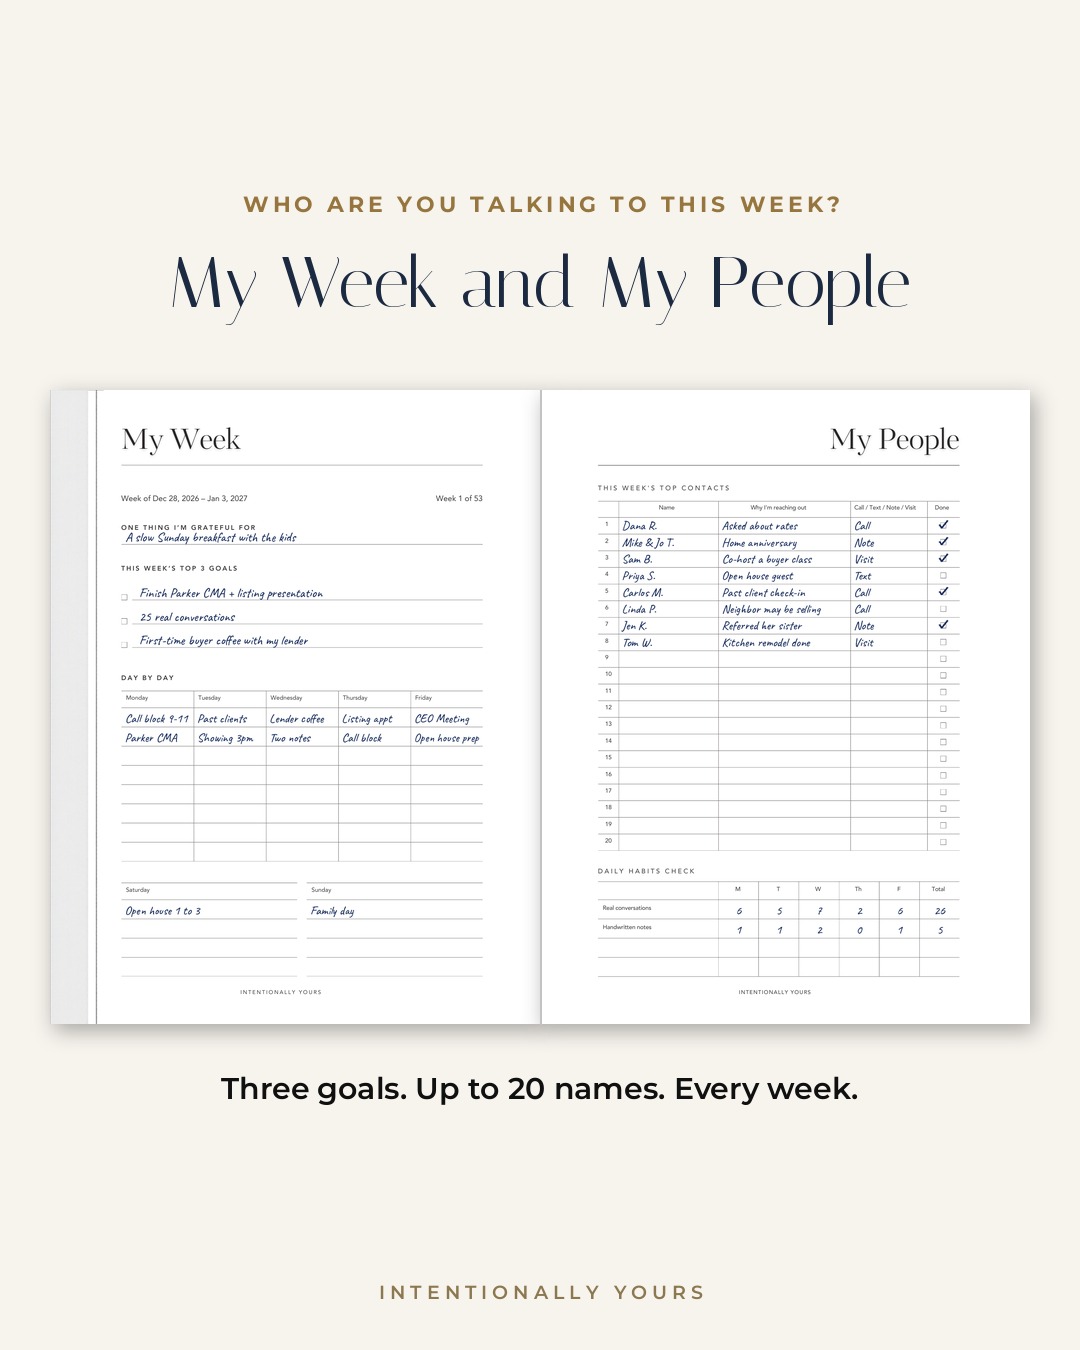 WHO ARE YOU TALKING TO THIS WEEK?
My Week and My People
My Week
Week of Dec 28, 2026 – Jan 3, 2027 Week 1 of 53
ONE THING I'M GRATEFUL FOR
A slow Sunday breakfast with the kids
THIS WEEK'S TOP 3 GOALS
Finish Parker CMA + listing presentation
25 real conversations
First-time buyer coffee with my lender
DAY BY DAY
Monday Tuesday Wednesday Thursday Friday
Call block 9-11 Past clients Lender coffee Listing appt CEO Meeting
Parker CMA Showing 3pm Two notes Call block Open house prep
Saturday Sunday
Open house 1 to 3 Family day
INTENTIONALLY YOURS
My People
THIS WEEK'S TOP CONTACTS
Name Why I'm reaching out Call / Text / Note / Visit Done
1 Dana R. Asked about rates Call
2 Mike & Jo T. Home anniversary Note
3 Sam B. Co-host a buyer class Visit
4 Priya S. Open house guest Text
5 Carlos M. Past client check-in Call
6 Linda P. Neighbor may be selling Call
7 Jen K. Referred her sister Note
8 Tom W. Kitchen remodel done Visit
9
10
11
12
13
14
15
16
17
18
19
20
DAILY HABITS CHECK
M T W Th F Total
Real conversations 6 5 7 2 6 26
Handwritten notes 1 1 2 0 1 5
INTENTIONALLY YOURS
Three goals. Up to 20 names. Every week.
INTENTIONALLY YOURS